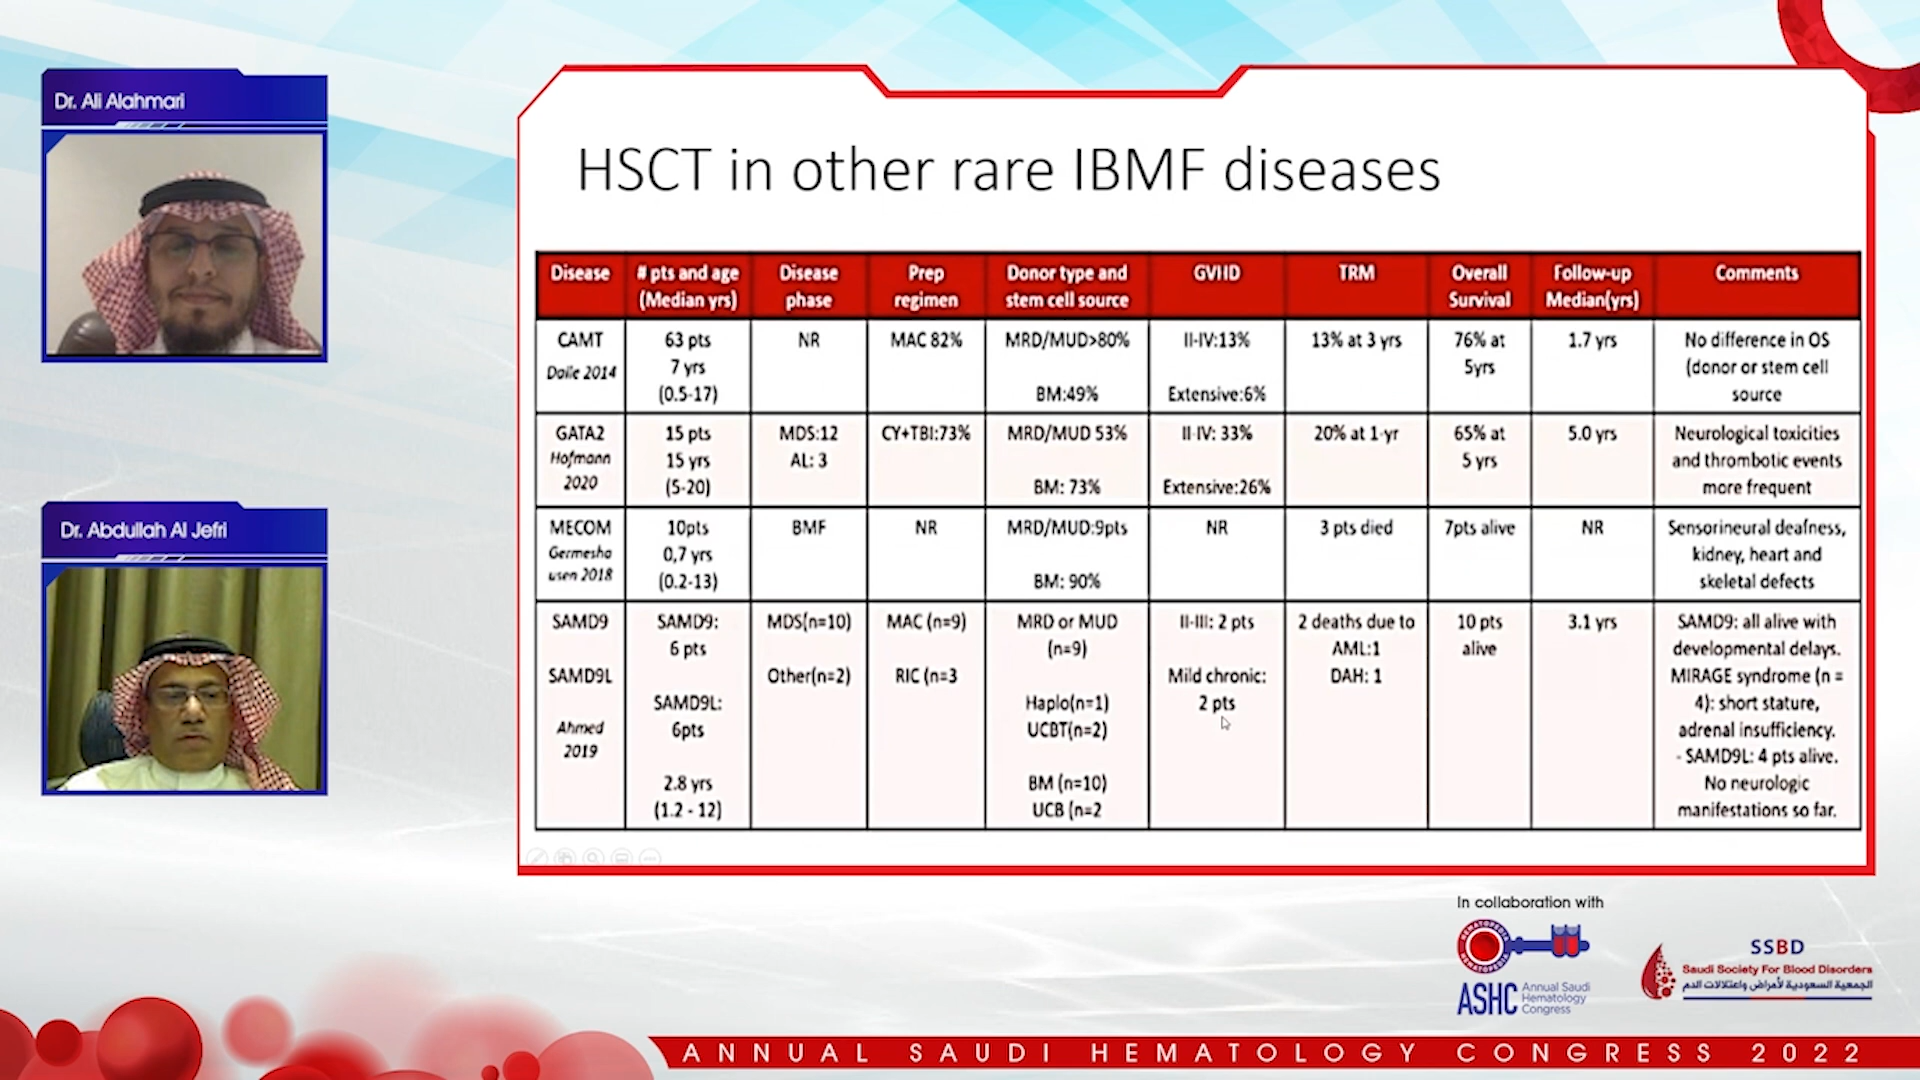 Dr. Ali Alahmari
Dr. Abdullah Al Jefri
HSCT in other rare IBMF diseases
Disease
# pts and age
(Median yrs)
Disease
phase
Prep
regimen
Donor type and
stem cell source
GVHD
TRM
Overall
Survival
Follow-up
Median(yrs)
Comments
CAMT
Dalle 2014
63 pts
7 yrs
(0.5-17)
NR
MAC 82%
MRD/MUD>80%
BM:49%
II-IV:13%
Extensive:6%
13% at 3 yrs
76% at
5yrs
1.7 yrs
No difference in OS
(donor or stem cell
source
GATA2
Hofmann
2020
15 pts
15 yrs
(5-20)
MDS:12
AL: 3
CY+TBI:73%
MRD/MUD 53%
BM: 73%
II-IV: 33%
Extensive:26%
20% at 1-yr
65% at
5 yrs
5.0 yrs
Neurological toxicities
and thrombotic events
more frequent
MECOM
Germesha
usen 2018
10pts
0,7 yrs
(0.2-13)
BMF
NR
MRD/MUD:9pts
BM: 90%
NR
3 pts died
7pts alive
NR
Sensorineural deafness,
kidney, heart and
skeletal defects
SAMD9
SAMD9L
Ahmed
2019
SAMD9:
6 pts
SAMD9L:
6pts
2.8 yrs
(1.2 - 12)
MDS(n=10)
Other(n=2)
MAC (n=9)
RIC (n=3
MRD or MUD
(n=9)
Haplo(n=1)
UCBT(n=2)
BM (n=10)
UCB (n=2
II-III: 2 pts
Mild chronic:
2 pts
2 deaths due to
AML:1
DAH: 1
10 pts
alive
3.1 yrs
SAMD9: all alive with
developmental delays.
MIRAGE syndrome (n =
4): short stature,
adrenal insufficiency.
- SAMD9L: 4 pts alive.
No neurologic
manifestations so far.
In collaboration with
HEMATOPEDIA
HEMATOPEDIA
ASHC
Annual Saudi
Hematology
Congress
SSBD
Saudi Society For Blood Disorders
الجمعية السعودية لأمراض واعتلالات الدم
ANNUAL SAUDI HEMATOLOGY CONGRESS 2022